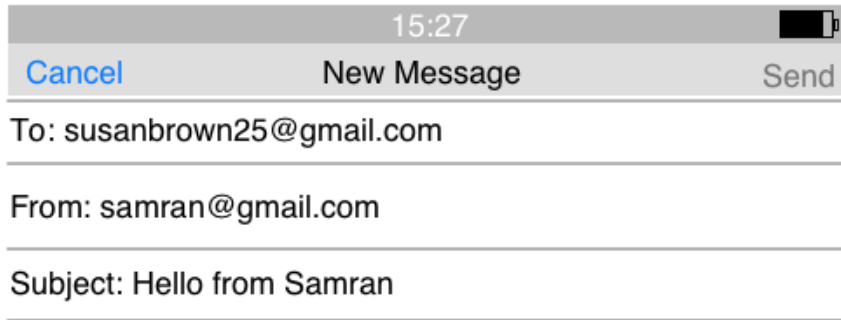 15:27
Cancel New Message Send
To: susanbrown25@gmail.com
From: samran@gmail.com
Subject: Hello from Samran